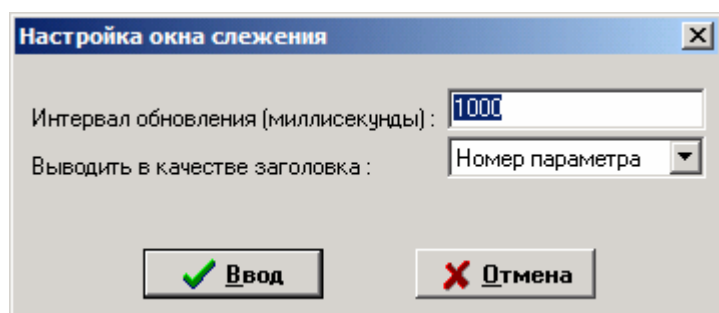 Настройка окна слежения
Интервал обновления (миллисекунды) : 1000
Выводить в качестве заголовка : Номер параметра
Ввод Отмена